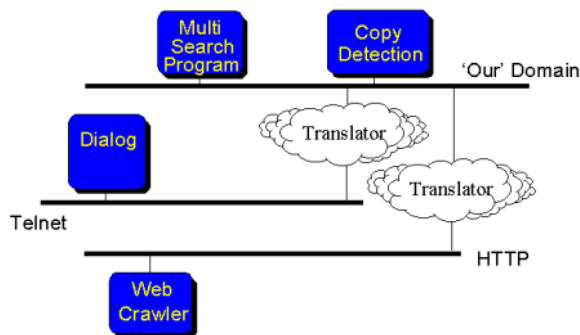 Multi
Search
Program
Copy
Detection
'Our' Domain
Translator
Dialog
Translator
Telnet
HTTP
Web
Crawler